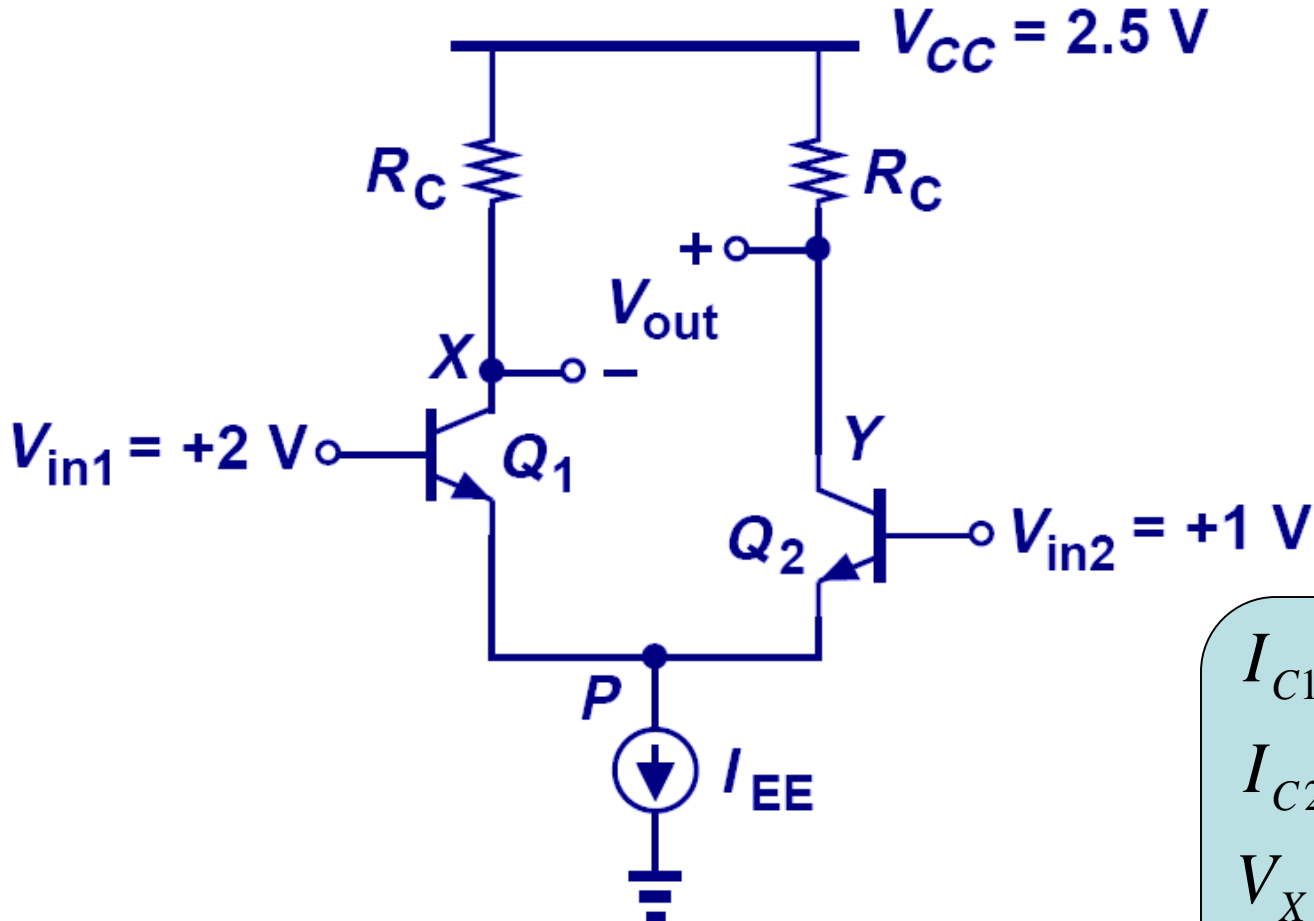 V_CC = 2.5 V
R_C
R_C
+
V_out
X
–
Y
V_in1 = +2 V
Q_1
Q_2
V_in2 = +1 V
P
I_EE
I_C1
I_C2
V_X